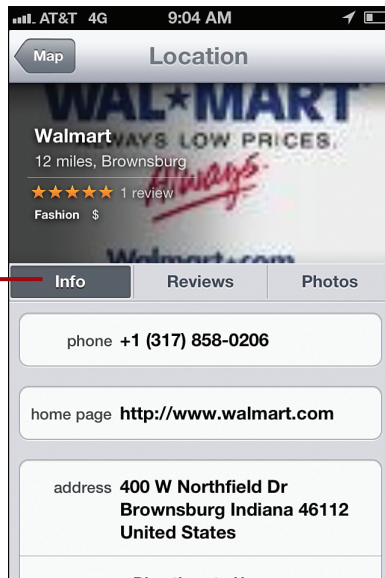 AT&T 4G 9:04 AM
Map Location
WAL★MART
Walmart
ALWAYS LOW PRICES.
12 miles, Brownsburg
Always.
★★★★★ 1 review
Fashion $
Walmart.com
Info Reviews Photos
phone +1 (317) 858-0206
home page http://www.walmart.com
address 400 W Northfield Dr
Brownsburg Indiana 46112
United States